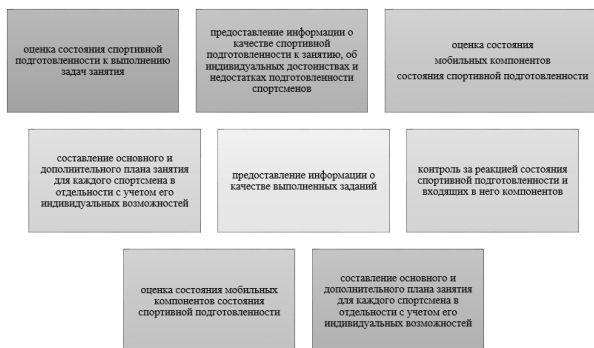 оценка состояния спортивной
подготовленности к выполнению
задач занятия
предоставление информации о
качестве спортивной
подготовленности к занятию, об
индивидуальных достоинствах и
недостатках подготовленности
спортсменов
оценка состояния
мобильных компонентов
состояния спортивной подготовленности
составление основного и
дополнительного плана занятия
для каждого спортсмена в
отдельности с учетом его
индивидуальных возможностей
предоставление информации о
качестве выполненных заданий
контроль за реакцией состояния
спортивной подготовленности и
входящих в него компонентов
оценка состояния мобильных
компонентов состояния
спортивной подготовленности
составление основного и
дополнительного плана занятия
для каждого спортсмена в
отдельности с учетом его
индивидуальных возможностей